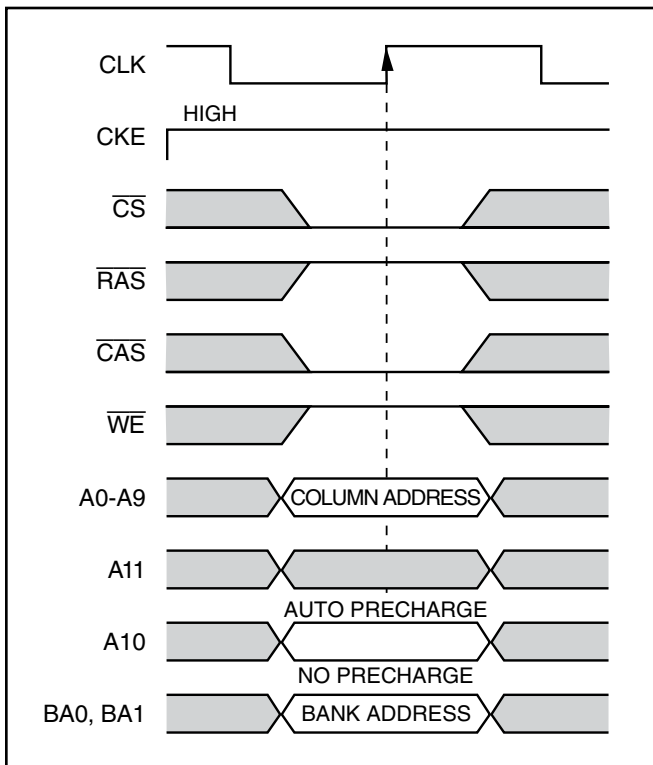 CLK
HIGH
CKE
CS
RAS
CAS
WE
A0-A9 COLUMN ADDRESS
A11
AUTO PRECHARGE
A10
NO PRECHARGE
BA0, BA1 BANK ADDRESS